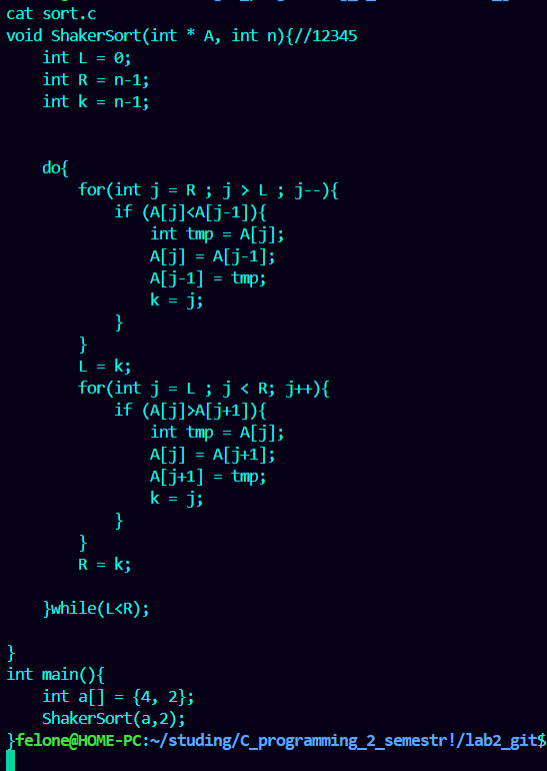 cat sort.c
void ShakerSort(int * A, int n){//12345
    int L = 0;
    int R = n-1;
    int k = n-1;
    do{
        for(int j = R ; j > L ; j--){
            if (A[j]<A[j-1]){
                int tmp = A[j];
                A[j] = A[j-1];
                A[j-1] = tmp;
                k = j;
            }
        }
        L = k;
        for(int j = L ; j < R; j++){
            if (A[j]>A[j+1]){
                int tmp = A[j];
                A[j] = A[j+1];
                A[j+1] = tmp;
                k = j;
            }
        }
        R = k;
    }while(L<R);
}
int main(){
    int a[] = {4, 2};
    ShakerSort(a,2);
}felone@HOME-PC:~/studing/C_programming_2_semestr!/lab2_git$